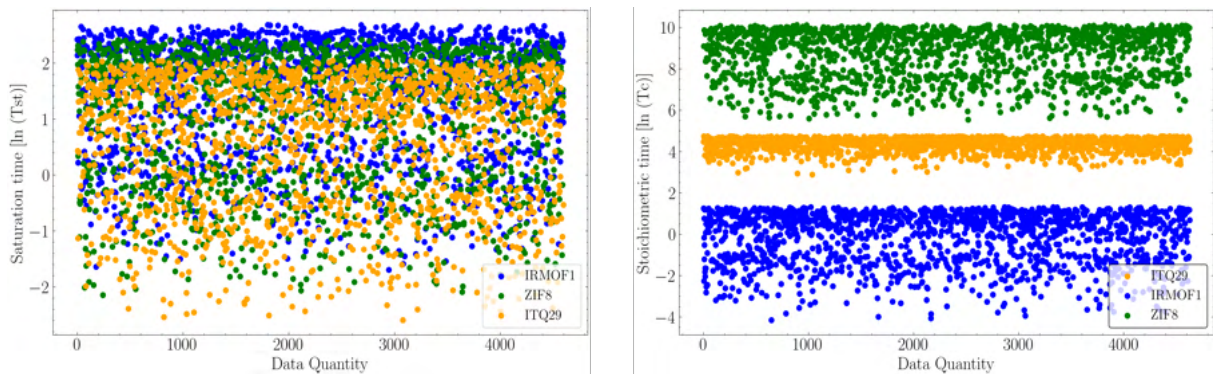 Saturation time [ln (Tst)]
2
1
0
−1
−2
0
1000
2000
3000
4000
Data Quantity
IRMOF1
ZIF8
ITQ29
Stoichiometric time [ln (Tc)]
10
8
6
4
2
0
−2
−4
0
1000
2000
3000
4000
Data Quantity
ITQ29
IRMOF1
ZIF8